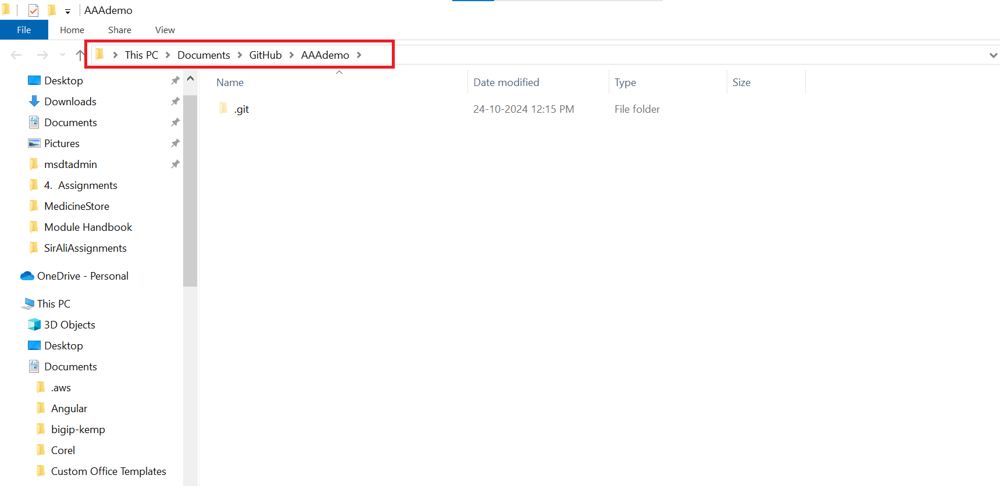 AAAdemo
File Home Share View
This PC Documents GitHub AAAdemo
Name Date modified Type Size
.git 24-10-2024 12:15 PM File folder
Desktop
Downloads
Documents
Pictures
msdtadmin
4. Assignments
MedicineStore
Module Handbook
SirAliAssignments
OneDrive - Personal
This PC
3D Objects
Desktop
Documents
.aws
Angular
bigip-kemp
Corel
Custom Office Templates